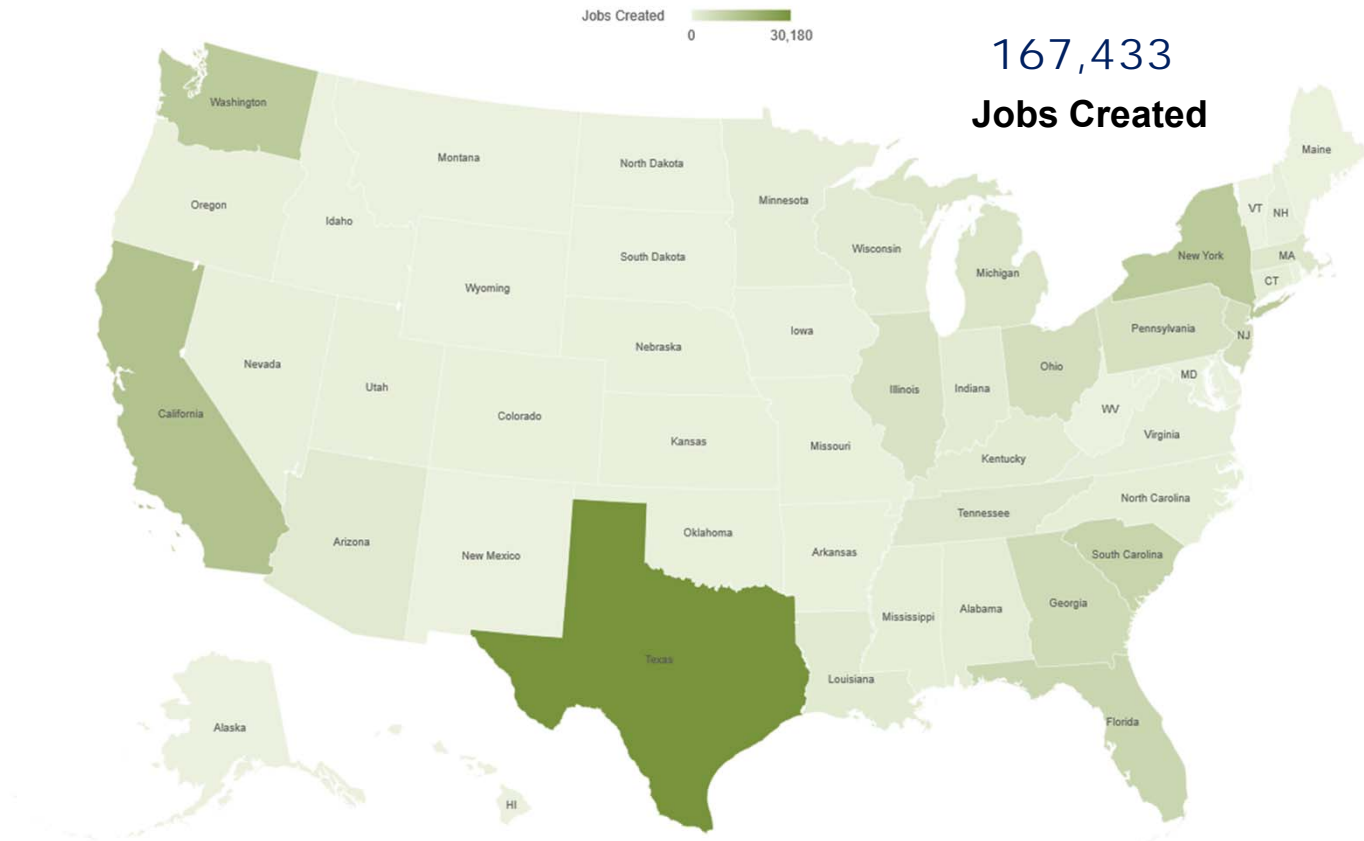 Jobs Created
0
30,180
167,433
Jobs Created
Washington
Montana
North Dakota
Minnesota
Maine
Oregon
Idaho
South Dakota
Wisconsin
Michigan
VT
NH
New York
MA
CT
Wyoming
Iowa
Pennsylvania
NJ
Nebraska
Nevada
Utah
Colorado
Illinois
Indiana
Ohio
MD
WV
California
Kansas
Missouri
Kentucky
Virginia
North Carolina
Tennessee
Arizona
New Mexico
Oklahoma
Arkansas
South Carolina
Mississippi
Alabama
Georgia
Texas
Louisiana
Florida
Alaska
HI